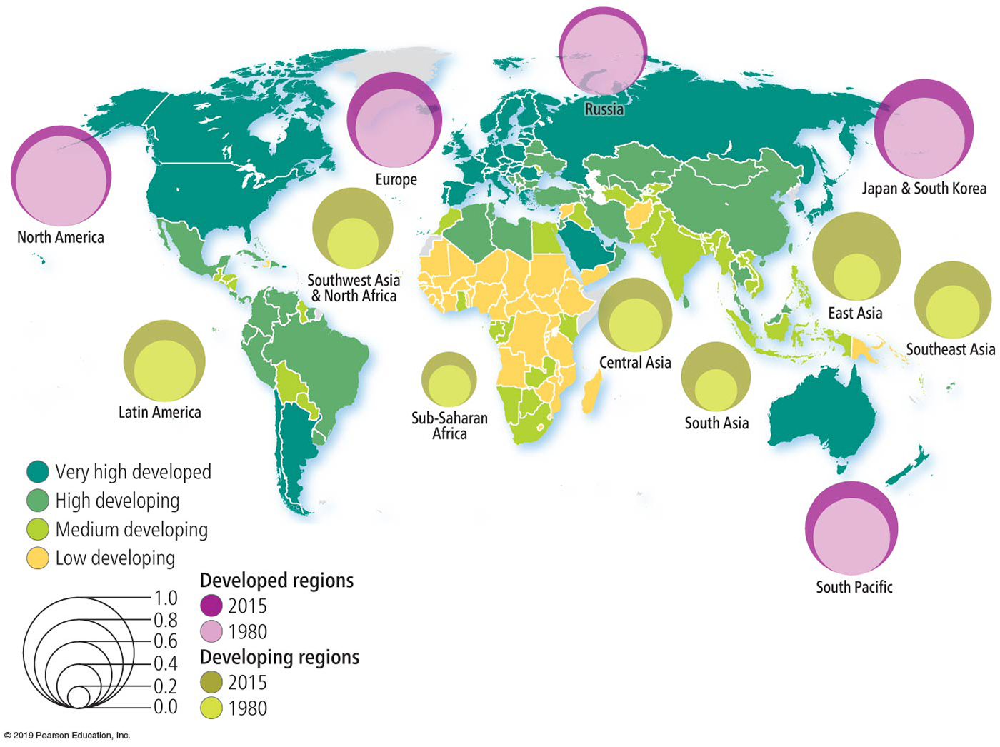 Russia
Europe
Japan & South Korea
North America
Southwest Asia
& North Africa
East Asia
Southeast Asia
Central Asia
Latin America
Sub-Saharan
Africa
South Asia
South Pacific
Very high developed
High developing
Medium developing
Low developing
1.0
0.8
0.6
0.4
0.2
0.0
Developed regions
2015
1980
Developing regions
2015
1980
© 2019 Pearson Education, Inc.